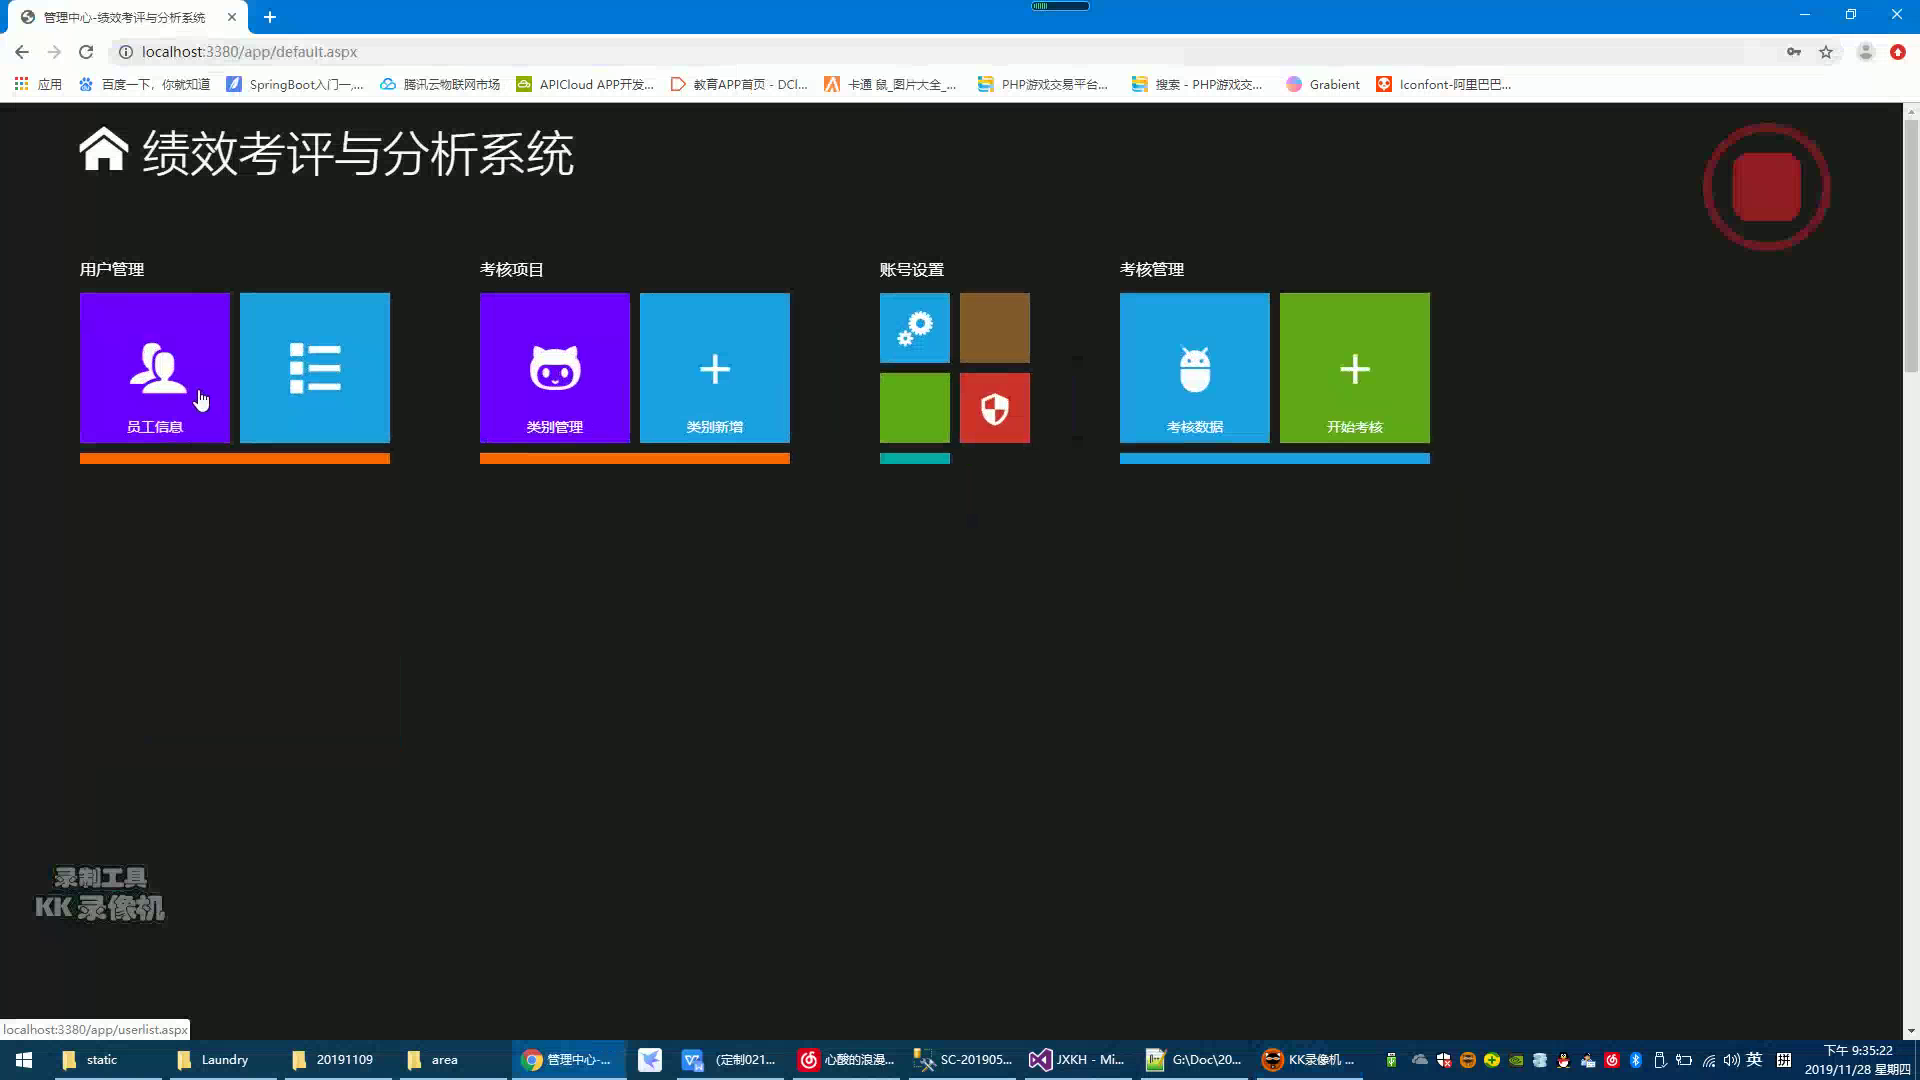 管理中心-绩效考评与分析系统
localhost:3380/app/default.aspx
应用
百度一下，你就知道
SpringBoot入门一,...
腾讯云物联网市场
APICloud APP开发...
教育APP首页 - DCl...
卡通 鼠_图片大全_...
PHP游戏交易平台...
搜索 - PHP游戏交...
Grabient
Iconfont-阿里巴巴...
绩效考评与分析系统
用户管理
考核项目
账号设置
考核管理
员工信息
类别管理
类别新增
考核数据
开始考核
录制工具
KK 录像机
localhost:3380/app/userlist.aspx
static
Laundry
20191109
area
管理中心-...
(定制021...
心酸的浪漫...
SC-201905...
JXKH - Mi...
G:\Doc\20...
KK录像机 ...
英
拼
下午 9:35:22
2019/11/28 星期四